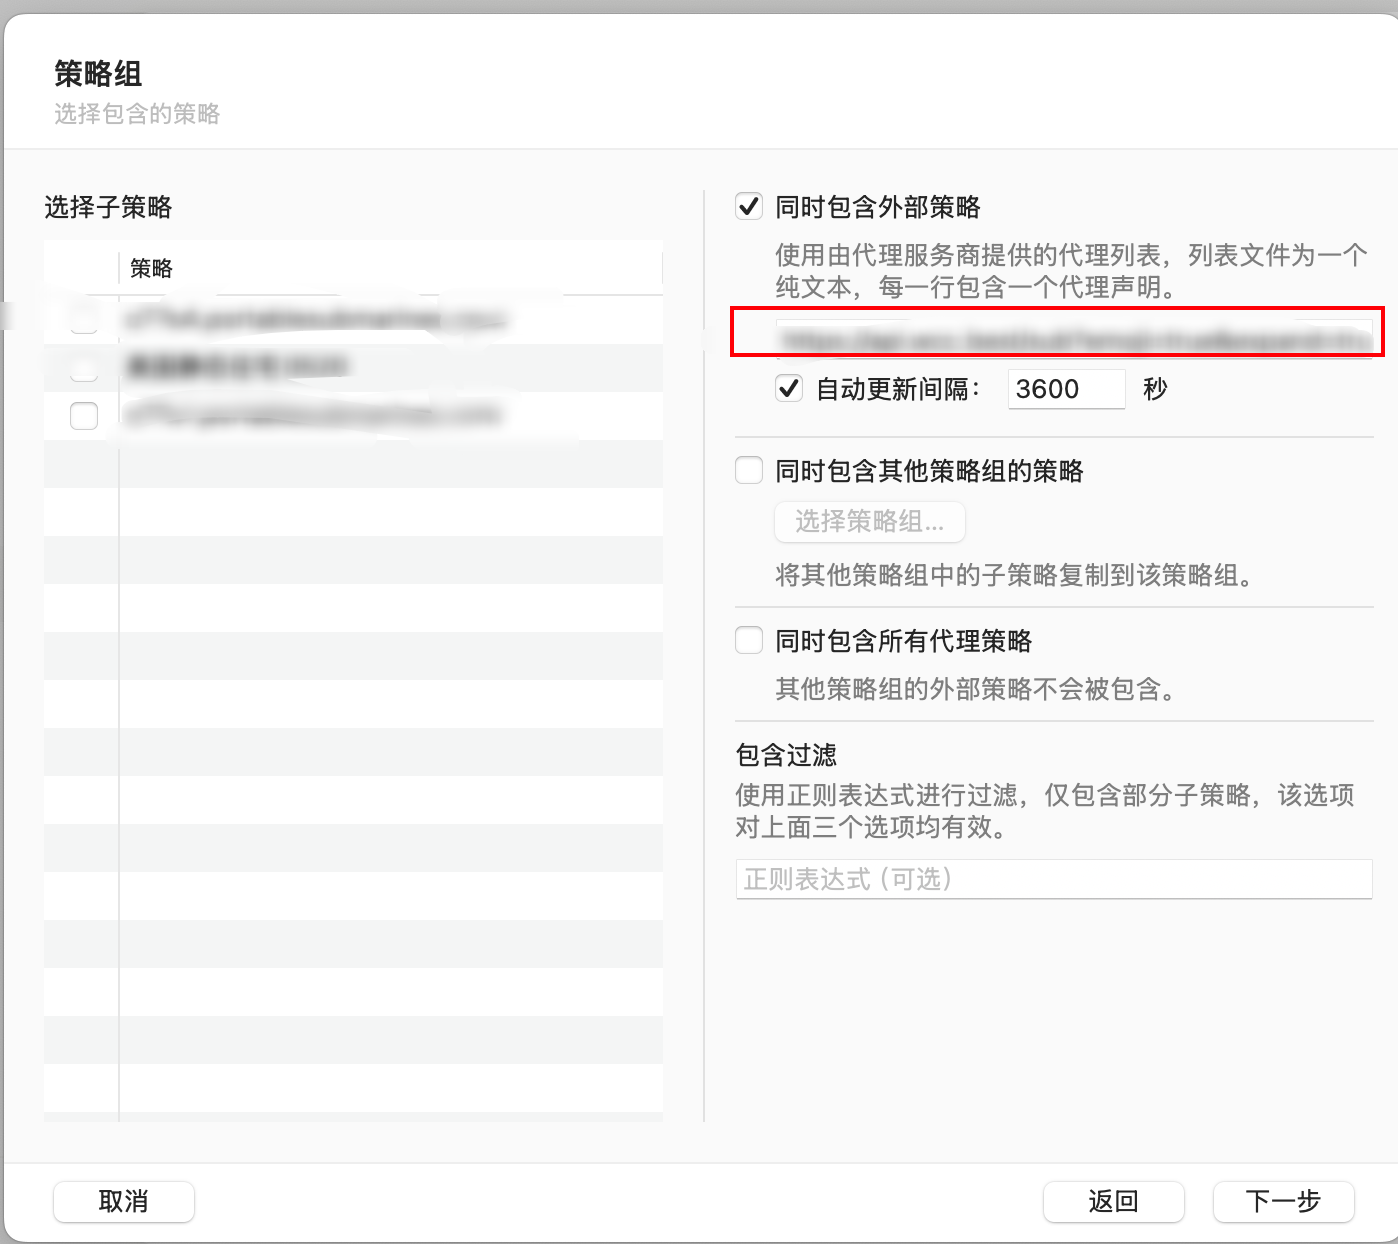 策略组
选择包含的策略
选择子策略
策略
同时包含外部策略
使用由代理服务商提供的代理列表，列表文件为一个
纯文本，每一行包含一个代理声明。
自动更新间隔：
3600
秒
同时包含其他策略组的策略
选择策略组...
将其他策略组中的子策略复制到该策略组。
同时包含所有代理策略
其他策略组的外部策略不会被包含。
包含过滤
使用正则表达式进行过滤，仅包含部分子策略，该选项
对上面三个选项均有效。
正则表达式（可选）
取消
返回
下一步